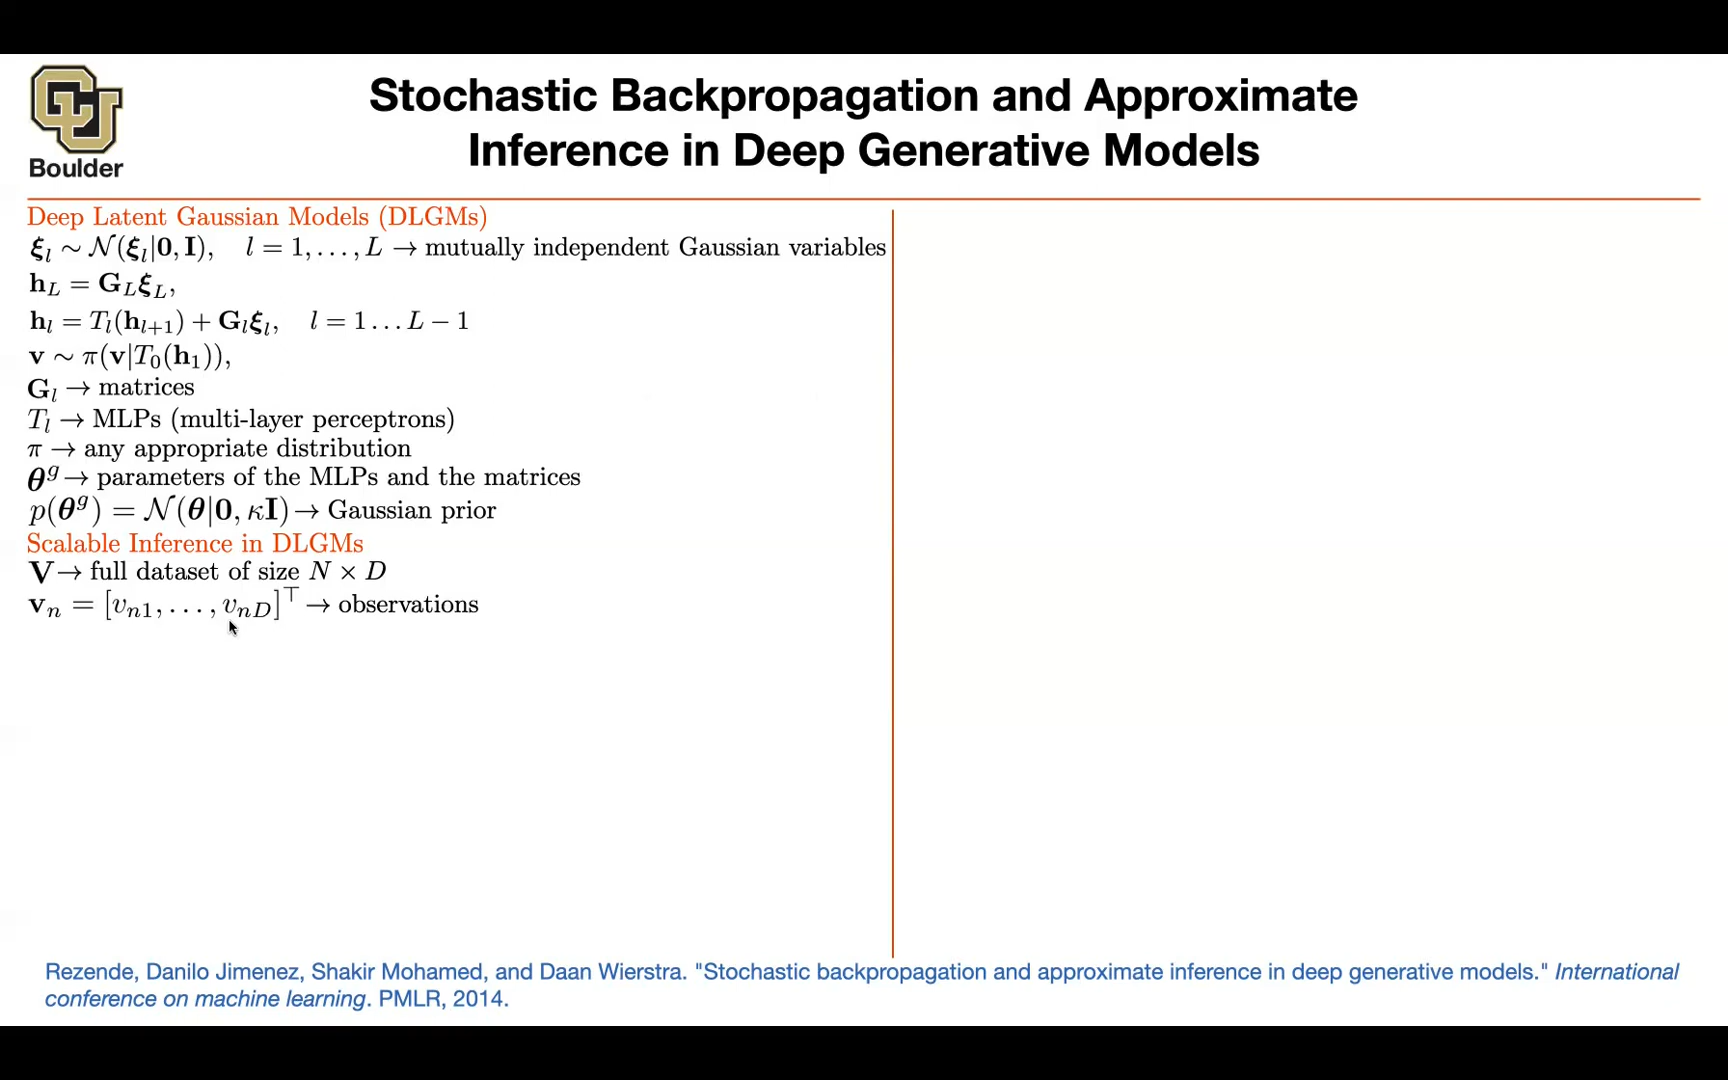 Stochastic Backpropagation and Approximate
Inference in Deep Generative Models
CU
Boulder
Deep Latent Gaussian Models (DLGMs)
ξ_l ∼ 𝒩(ξ_l|0, I), l = 1, . . . , L → mutually independent Gaussian variables
h_L = G_L ξ_L,
h_l = T_l(h_{l+1}) + G_l ξ_l, l = 1 . . . L − 1
v ∼ π(v|T_0(h_1)),
G_l → matrices
T_l → MLPs (multi-layer perceptrons)
π → any appropriate distribution
θ^g → parameters of the MLPs and the matrices
p(θ^g) = 𝒩(θ|0, κI) → Gaussian prior
Scalable Inference in DLGMs
V → full dataset of size N × D
v_n = [v_{n1}, . . . , v_{nD}]^⊤ → observations
Rezende, Danilo Jimenez, Shakir Mohamed, and Daan Wierstra. "Stochastic backpropagation and approximate inference in deep generative models." International
conference on machine learning. PMLR, 2014.